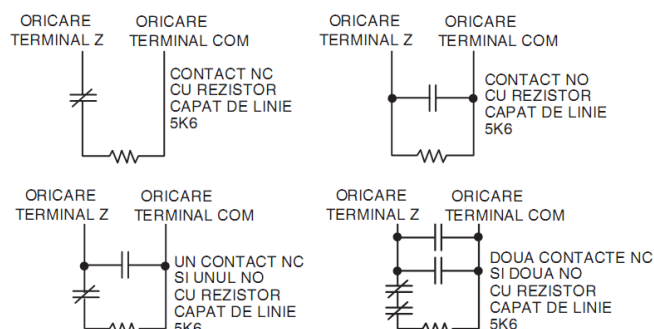 ORICARE
TERMINAL Z
ORICARE
TERMINAL COM
CONTACT NC
CU REZISTOR
CAPAT DE LINIE
5K6
ORICARE
TERMINAL Z
ORICARE
TERMINAL COM
CONTACT NO
CU REZISTOR
CAPAT DE LINIE
5K6
ORICARE
TERMINAL Z
ORICARE
TERMINAL COM
UN CONTACT NC
SI UNUL NO
CU REZISTOR
CAPAT DE LINIE
5K6
ORICARE
TERMINAL Z
ORICARE
TERMINAL COM
DOUA CONTACTE NC
SI DOUA NO
CU REZISTOR
CAPAT DE LINIE
5K6